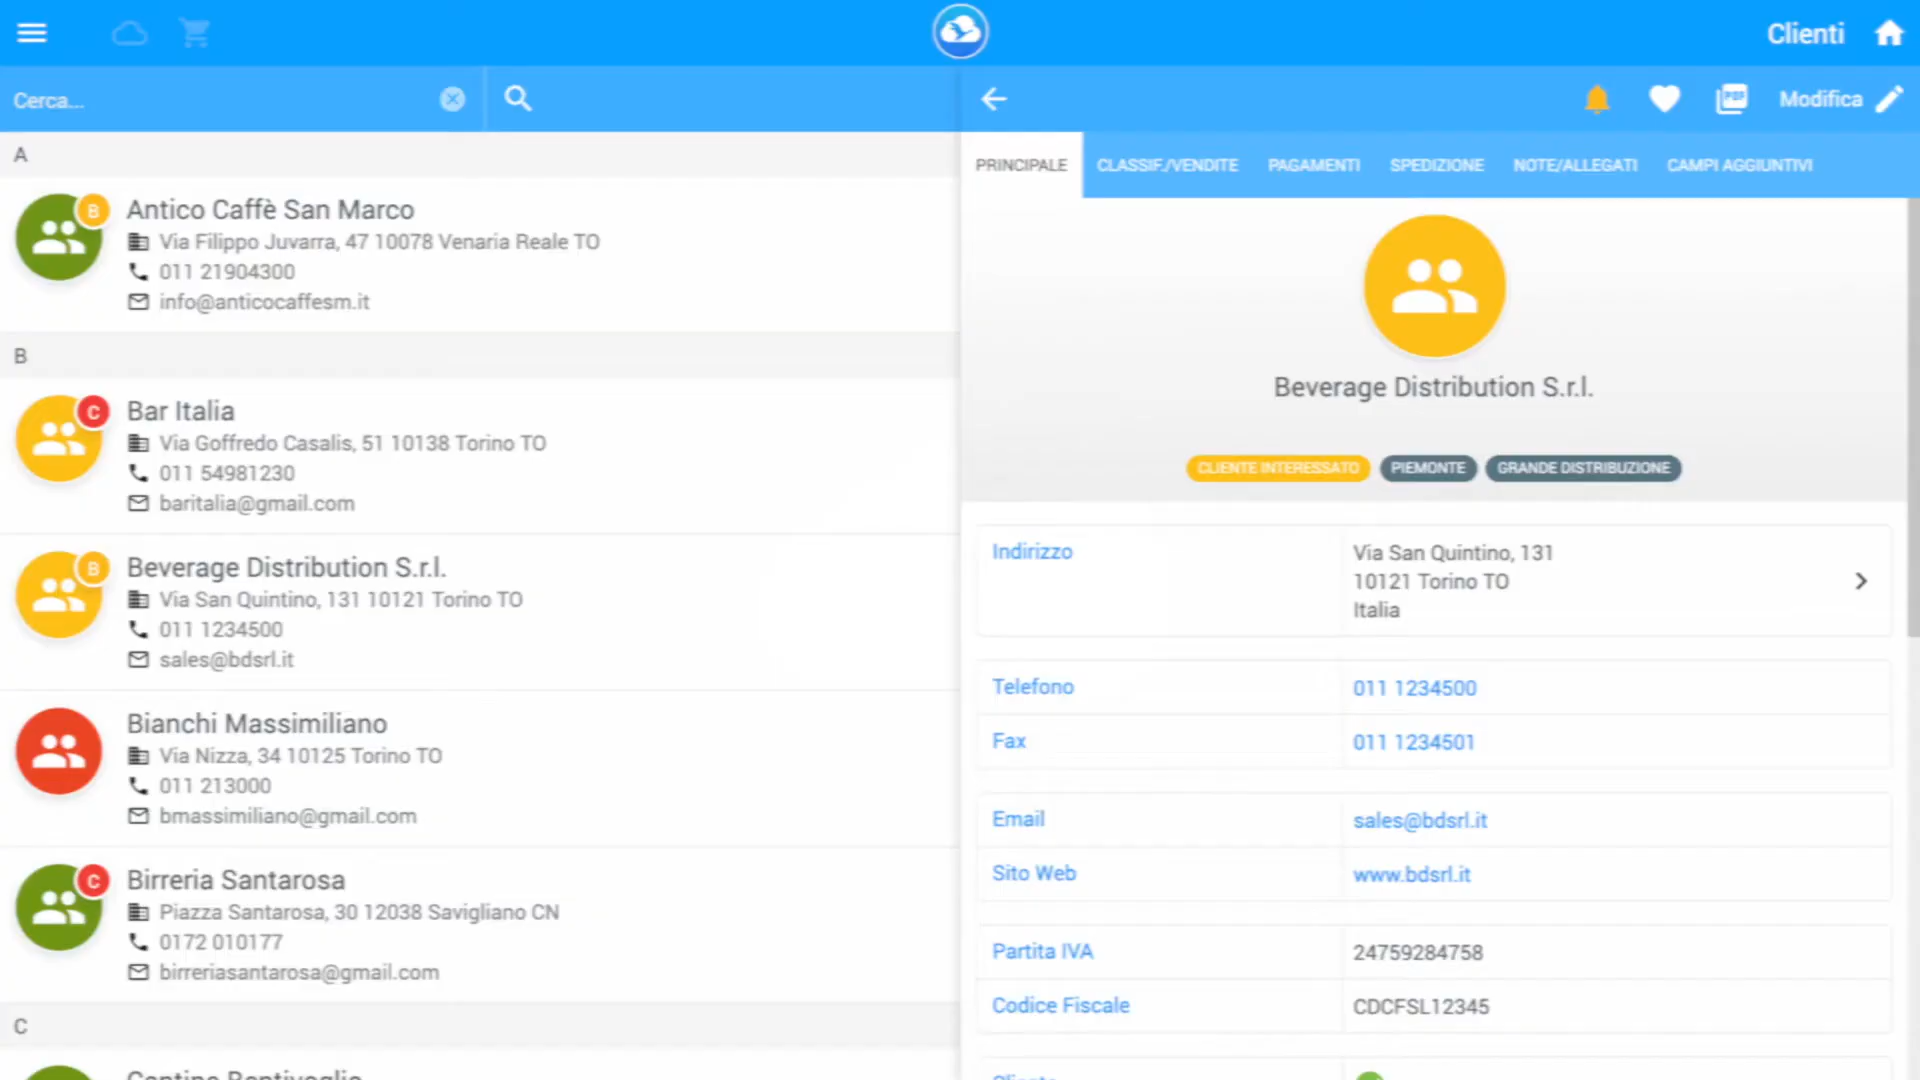 Clienti
Cerca...
Modifica
PRINCIPALE
CLASSIF./VENDITE
PAGAMENTI
SPEDIZIONE
NOTE/ALLEGATI
CAMPI AGGIUNTIVI
A
B
Antico Caffè San Marco
Via Filippo Juvarra, 47 10078 Venaria Reale TO
011 21904300
info@anticocaffesm.it
B
C
Bar Italia
Via Goffredo Casalis, 51 10138 Torino TO
011 54981230
baritalia@gmail.com
B
Beverage Distribution S.r.l.
Via San Quintino, 131 10121 Torino TO
011 1234500
sales@bdsrl.it
Bianchi Massimiliano
Via Nizza, 34 10125 Torino TO
011 213000
bmassimiliano@gmail.com
C
Birreria Santarosa
Piazza Santarosa, 30 12038 Savigliano CN
0172 010177
birreriasantarosa@gmail.com
C
Beverage Distribution S.r.l.
CLIENTE INTERESSATO
PIEMONTE
GRANDE DISTRIBUZIONE
Indirizzo
Via San Quintino, 131
10121 Torino TO
Italia
Telefono
011 1234500
Fax
011 1234501
Email
sales@bdsrl.it
Sito Web
www.bdsrl.it
Partita IVA
24759284758
Codice Fiscale
CDCFSL12345